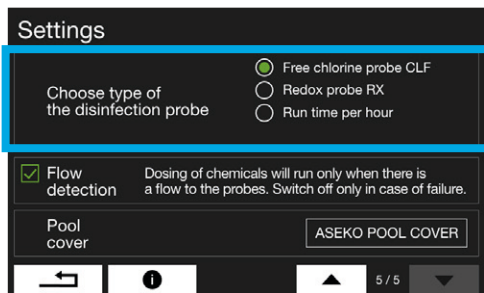 Settings
Choose type of
the disinfection probe
Free chlorine probe CLF
Redox probe RX
Run time per hour
Flow
detection
Dosing of chemicals will run only when there is
a flow to the probes. Switch off only in case of failure.
Pool
cover
ASEKO POOL COVER
5/5